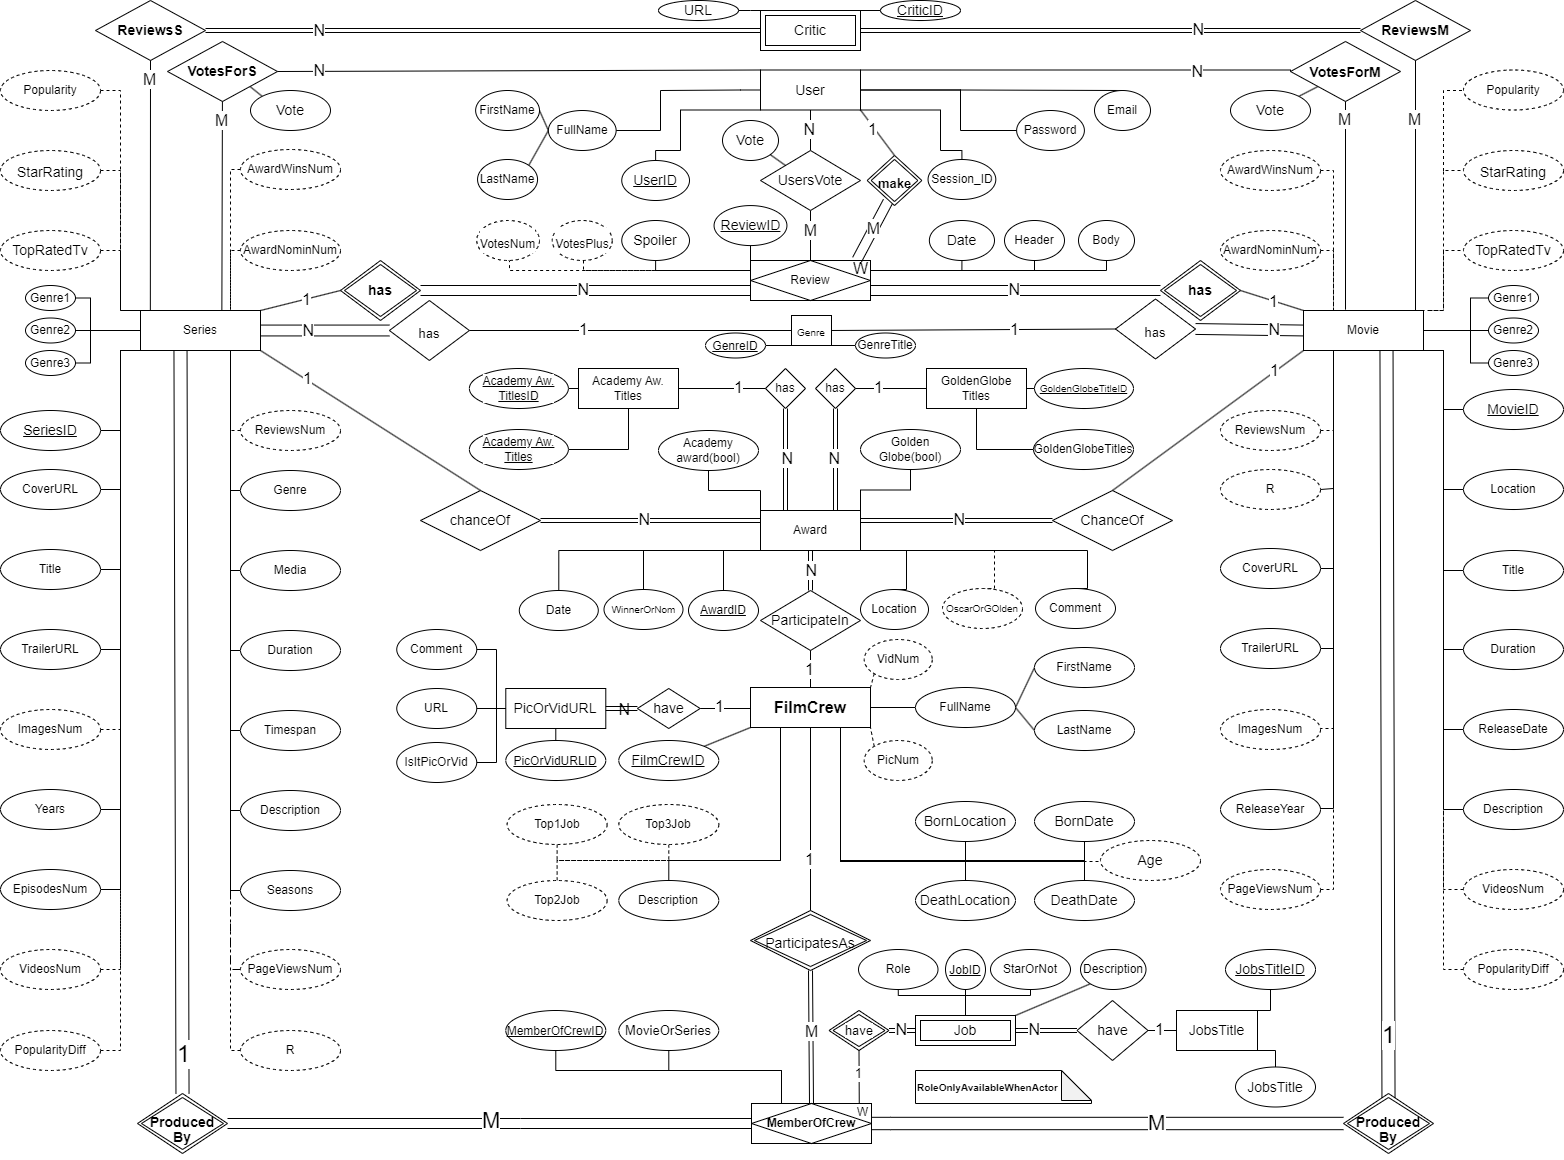 URL
CriticID
ReviewsS
N
Critic
N
ReviewsM
M
VotesForS
N
N
VotesForM
M
Popularity
Vote
M
User
FirstName
FullName
LastName
UserID
Vote
N
1
UsersVote
make
M
M
Password
Email
Session_ID
Vote
M
Popularity
StarRating
AwardWinsNum
AwardWinsNum
StarRating
ReviewID
VotesNum
VotesPlus
Spoiler
Date
Header
Body
TopRatedTv
AwardNominNum
AwardNominNum
TopRatedTv
W
Review
1
has
N
N
has
1
Genre1
Genre2
Genre3
Series
N
has
1
Genre
1
has
N
Movie
Genre1
Genre2
Genre3
GenreID
GenreTitle
1
1
Academy Aw.
TitlesID
Academy Aw.
Titles
1
has
has
1
GoldenGlobe
Titles
GoldenGlobeTitleID
Academy Aw.
Titles
Academy
award(bool)
N
N
Golden
Globe(bool)
GoldenGlobeTitles
SeriesID
ReviewsNum
ReviewsNum
MovieID
CoverURL
Genre
R
Location
chanceOf
N
Award
N
ChanceOf
Title
Media
N
CoverURL
Title
Date
WinnerOrNom
AwardID
ParticipateIn
Location
OscarOrGOlden
Comment
TrailerURL
Duration
Comment
1
VidNum
FirstName
TrailerURL
Duration
URL
PicOrVidURL
N
have
1
FilmCrew
FullName
LastName
ImagesNum
Timespan
IsItPicOrVid
PicOrVidURLID
FilmCrewID
PicNum
ImagesNum
ReleaseDate
Years
Description
Top1Job
Top3Job
BornLocation
BornDate
ReleaseYear
Description
1
Age
EpisodesNum
Seasons
Top2Job
Description
DeathLocation
DeathDate
PageViewsNum
VideosNum
ParticipatesAs
VideosNum
PageViewsNum
Role
JobID
StarOrNot
Description
JobsTitleID
PopularityDiff
PopularityDiff
R
MemberOfCrewID
MovieOrSeries
M
have
N
Job
N
have
1
JobsTitle
1
1
1
RoleOnlyAvailableWhenActor
JobsTitle
Produced
By
M
W
MemberOfCrew
M
Produced
By